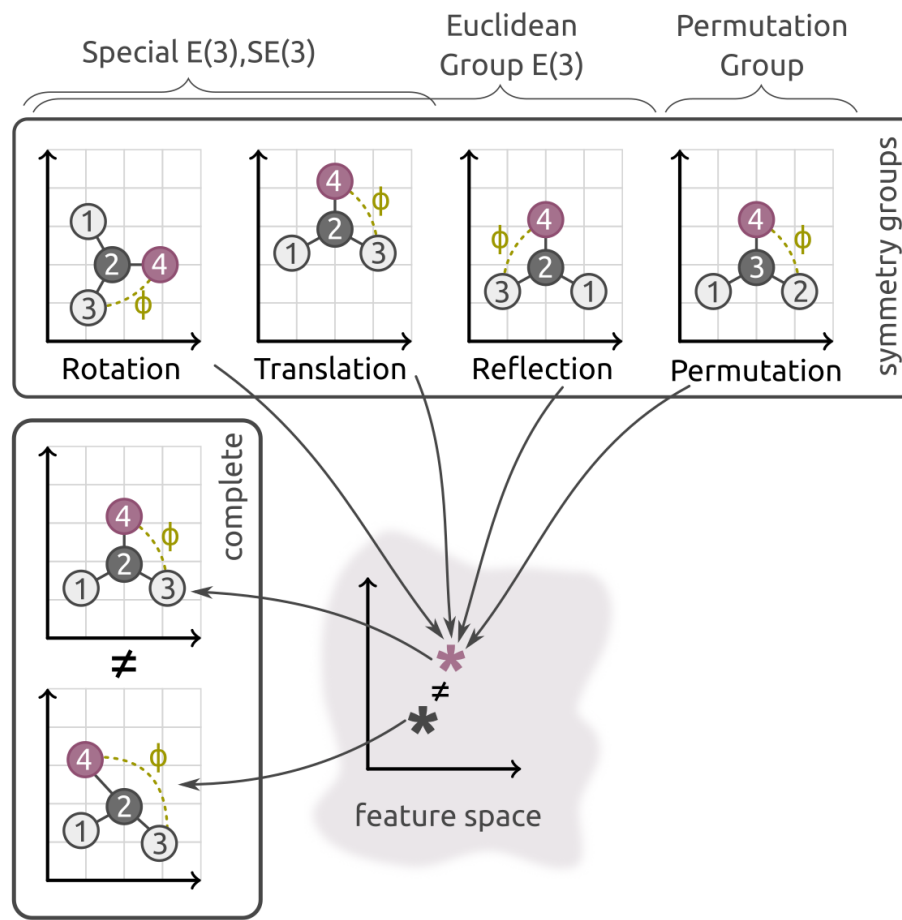 Special E(3),SE(3)
Euclidean
Group E(3)
Permutation
Group
symmetry groups
1
2
4
3
ϕ
Rotation
4
ϕ
2
1
3
Translation
4
ϕ
2
3
1
Reflection
4
ϕ
3
1
2
Permutation
complete
4
ϕ
2
1
3
≠
4
ϕ
2
1
3
*
≠
*
feature space